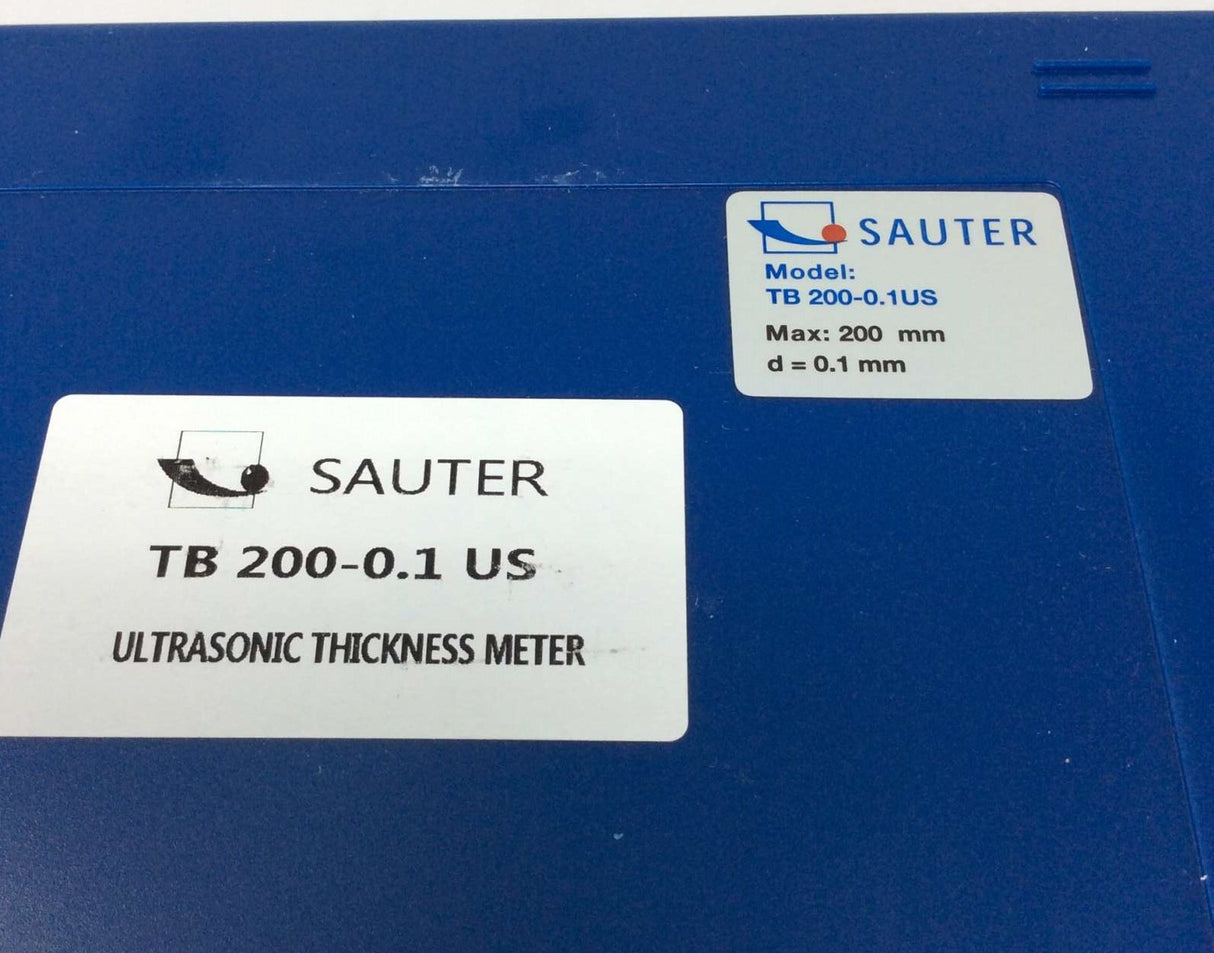 SAUTER
Model:
TB 200-0.1US
Max: 200 mm
d = 0.1 mm
SAUTER
TB 200-0.1 US
ULTRASONIC THICKNESS METER